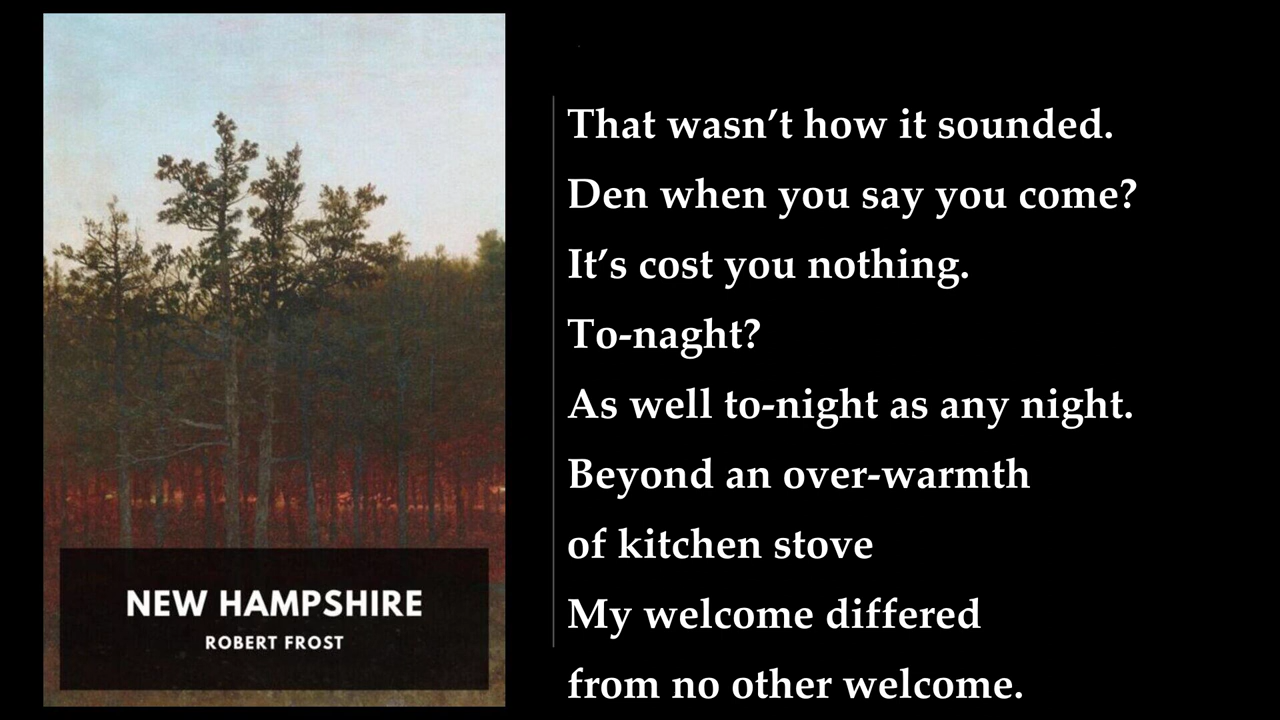 NEW HAMPSHIRE
ROBERT FROST
That wasn’t how it sounded.
Den when you say you come?
It’s cost you nothing.
To-naght?
As well to-night as any night.
Beyond an over-warmth
of kitchen stove
My welcome differed
from no other welcome.